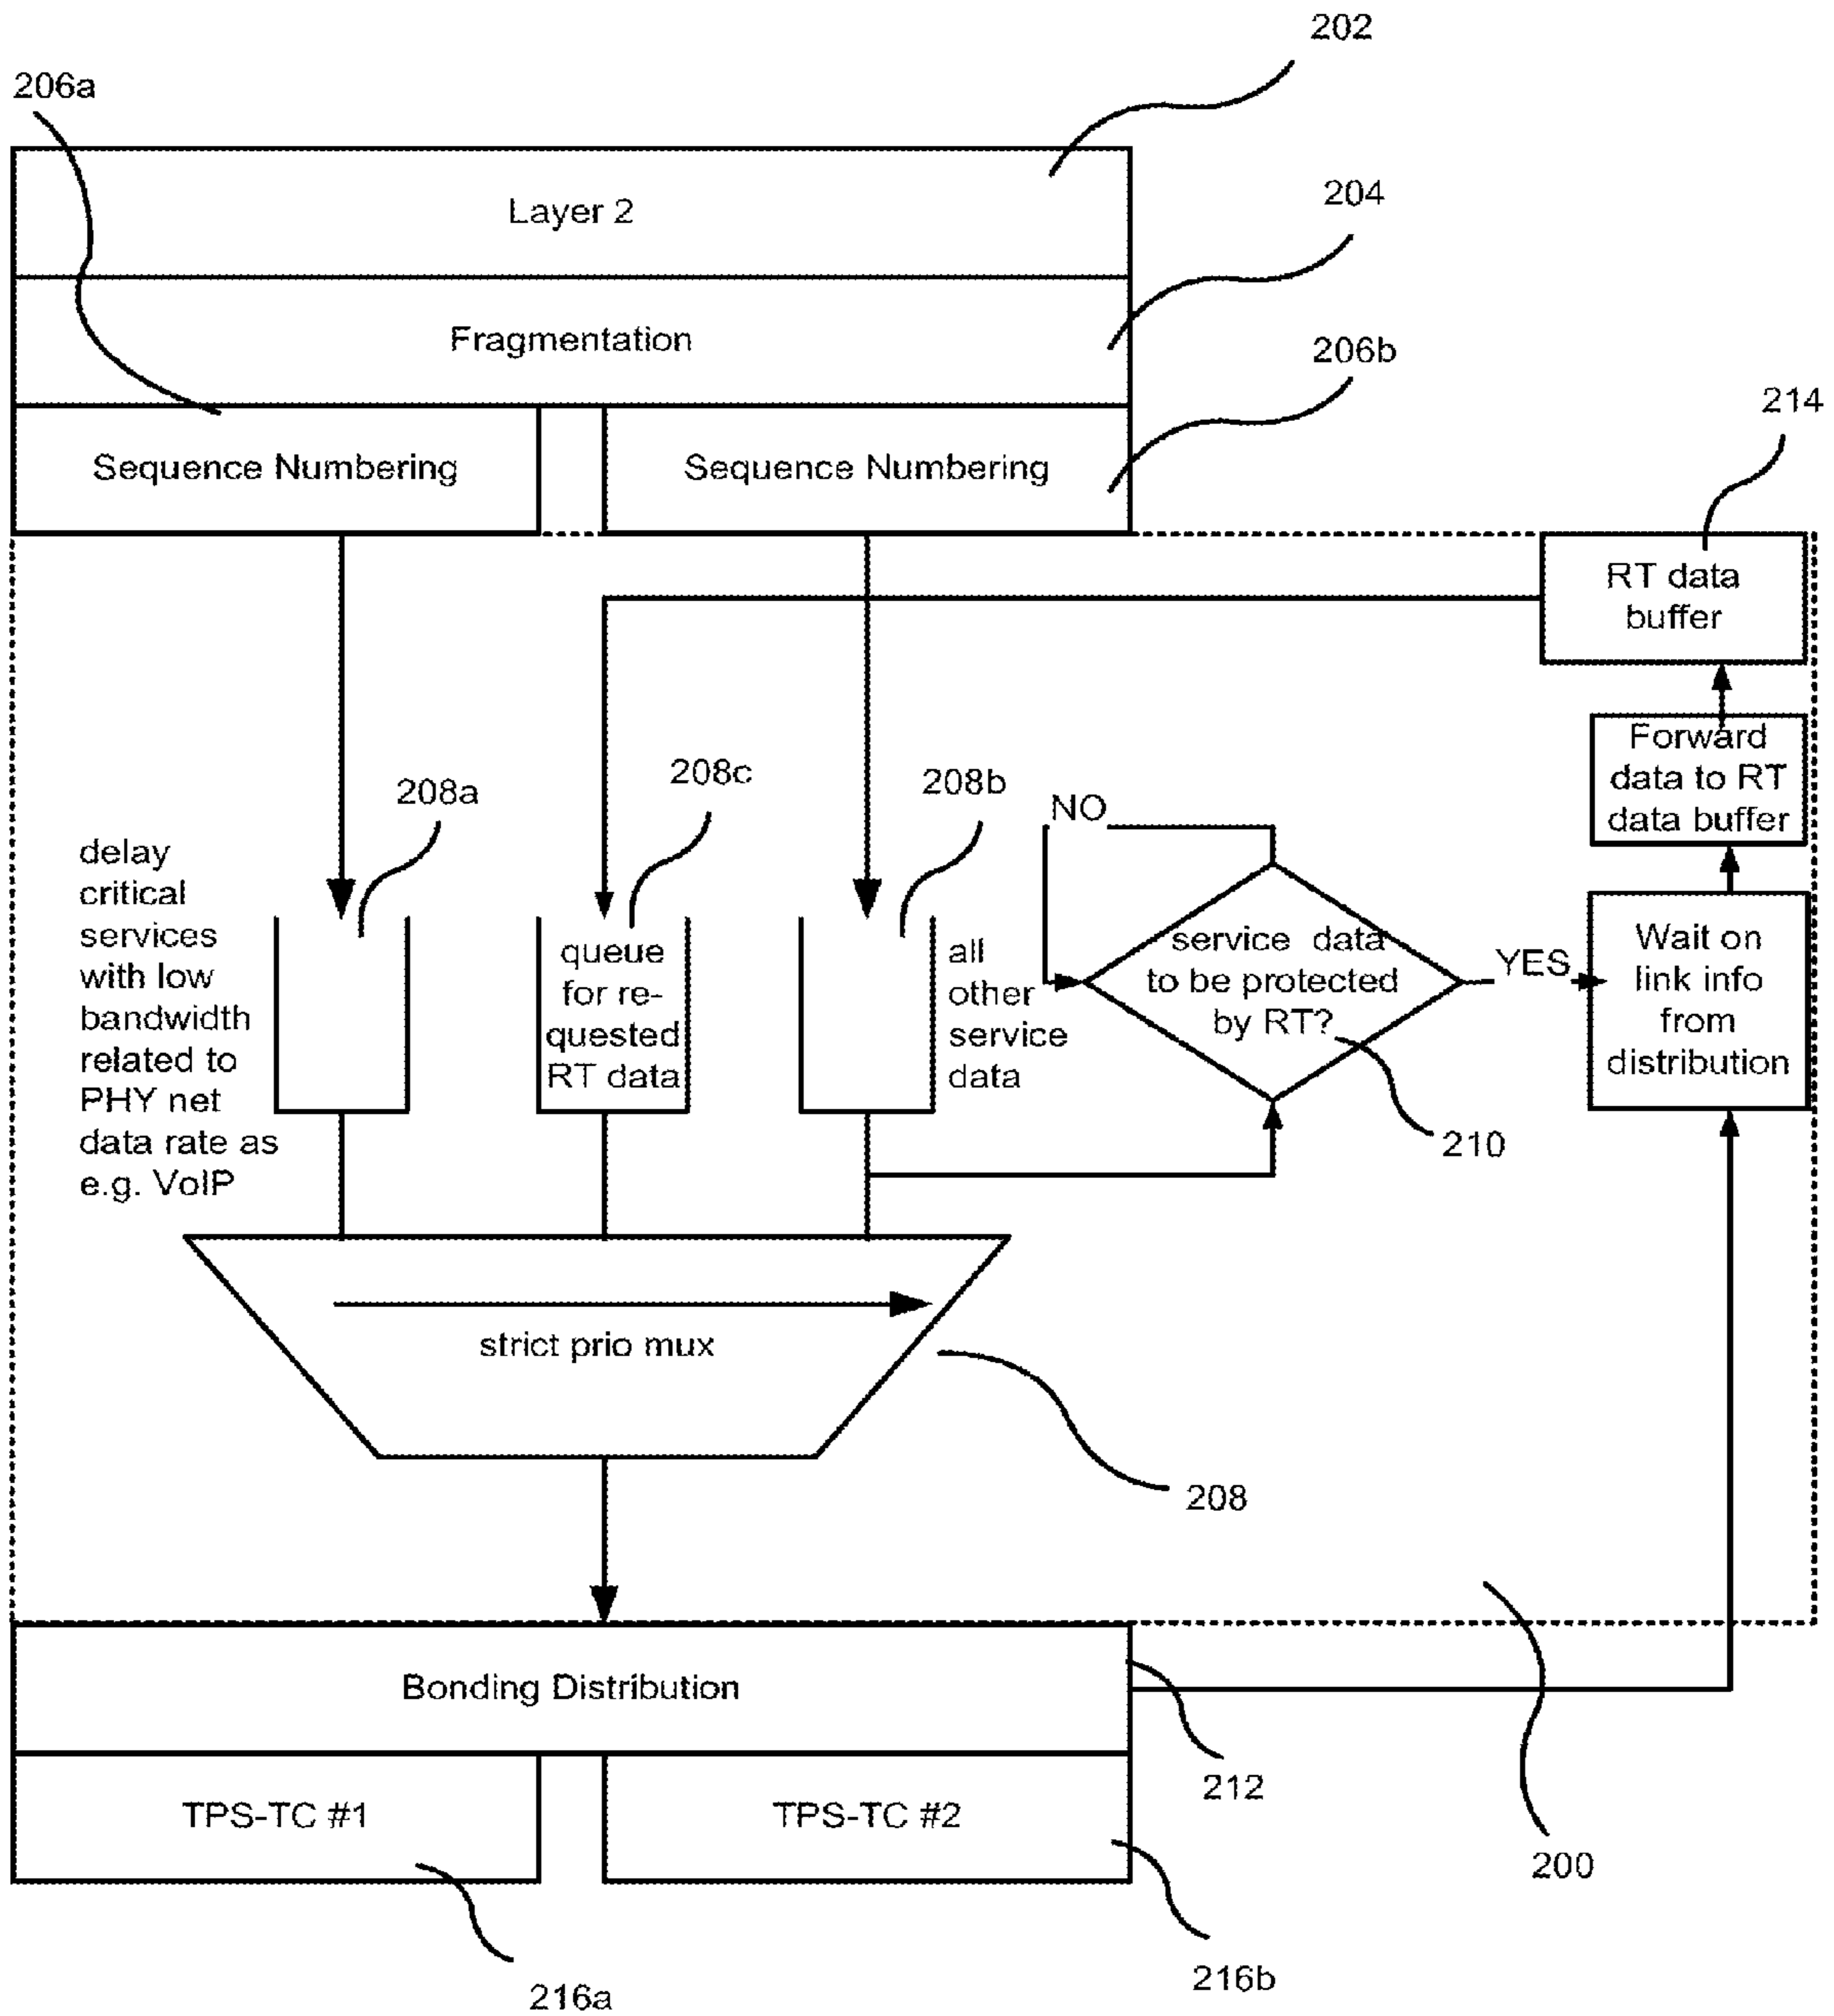 202
206a
Layer 2
204
Fragmentation
206b
214
Sequence Numbering
Sequence Numbering
RT data
buffer
Forward
data to RT
data buffer
208a
208c
208b
NO
delay
critical
services
with low
bandwidth
related to
PHY net
data rate as
e.g. VoIP
queue
for re-
quested
RT data
all
other
service
data
service data
to be protected
by RT?
YES
Wait on
link info
from
distribution
210
strict prio mux
208
Bonding Distribution
212
TPS-TC #1
TPS-TC #2
200
216a
216b